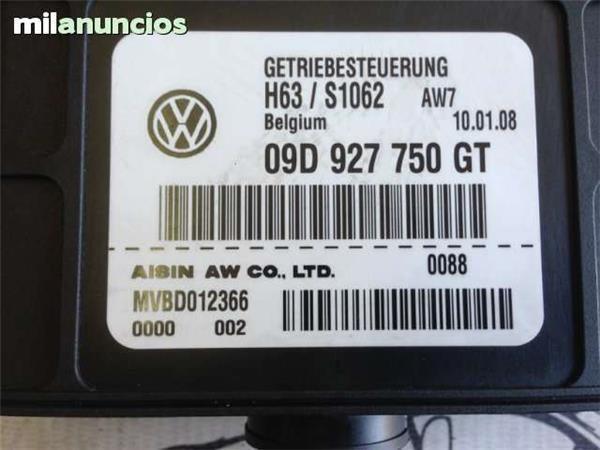 milanuncios
GETRIEBESTEUERUNG
H63 / S1062 AW7
Belgium 10.01.08
09D 927 750 GT
AISIN AW CO., LTD. 0088
MVBD012366
0000 002